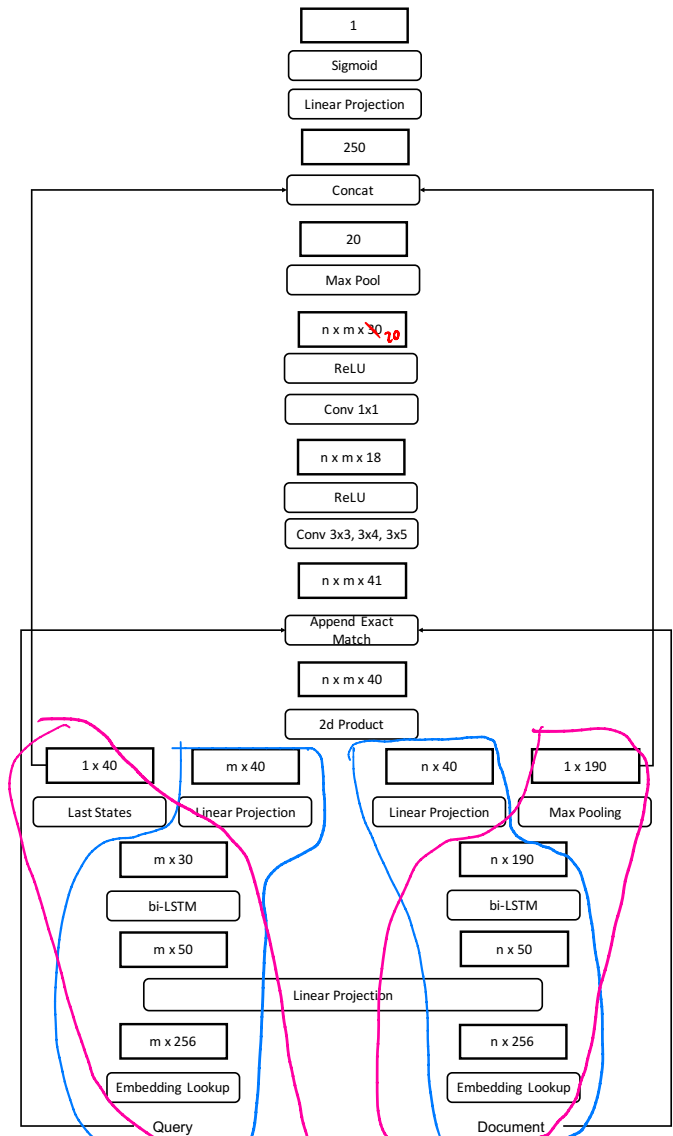 1
Sigmoid
Linear Projection
250
Concat
20
Max Pool
n x m x 30 20
ReLU
Conv 1x1
n x m x 18
ReLU
Conv 3x3, 3x4, 3x5
n x m x 41
Append Exact
Match
n x m x 40
2d Product
1 x 40 m x 40 n x 40 1 x 190
Last States Linear Projection Linear Projection Max Pooling
m x 30 n x 190
bi-LSTM bi-LSTM
m x 50 n x 50
Linear Projection
m x 256 n x 256
Embedding Lookup Embedding Lookup
Query Document